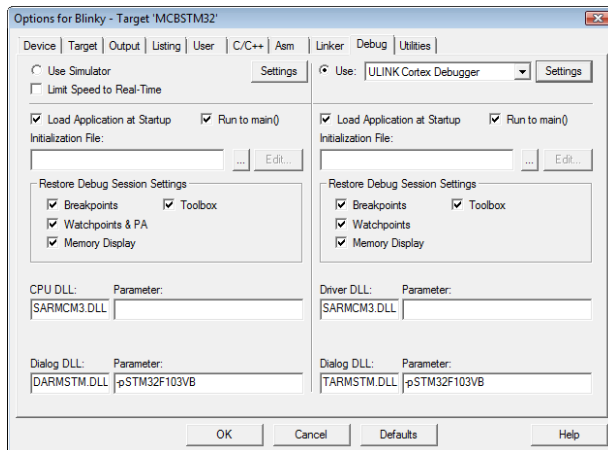 Options for Blinky - Target 'MCBSTM32'
Device Target Output Listing User C/C++ Asm Linker Debug Utilities
Use Simulator Settings
Limit Speed to Real-Time
Use: ULINK Cortex Debugger Settings
Load Application at Startup Run to main()
Initialization File:
... Edit...
Restore Debug Session Settings
Breakpoints Toolbox
Watchpoints & PA
Memory Display
Load Application at Startup Run to main()
Initialization File:
... Edit...
Restore Debug Session Settings
Breakpoints Toolbox
Watchpoints
Memory Display
CPU DLL: Parameter:
SARMCM3.DLL
Driver DLL: Parameter:
SARMCM3.DLL
Dialog DLL: Parameter:
DARMSTM.DLL -pSTM32F103VB
Dialog DLL: Parameter:
TARMSTM.DLL -pSTM32F103VB
OK Cancel Defaults Help